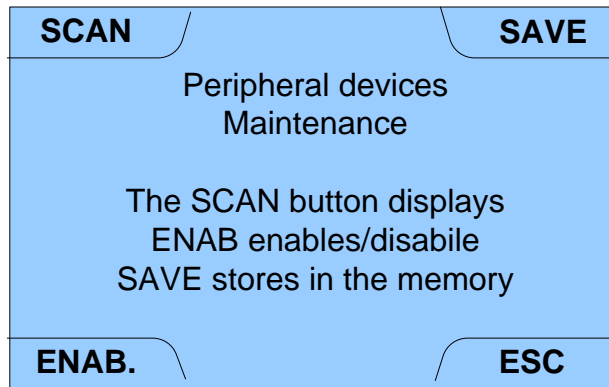 SCAN SAVE
Peripheral devices
Maintenance
The SCAN button displays
ENAB enables/disabile
SAVE stores in the memory
ENAB. ESC